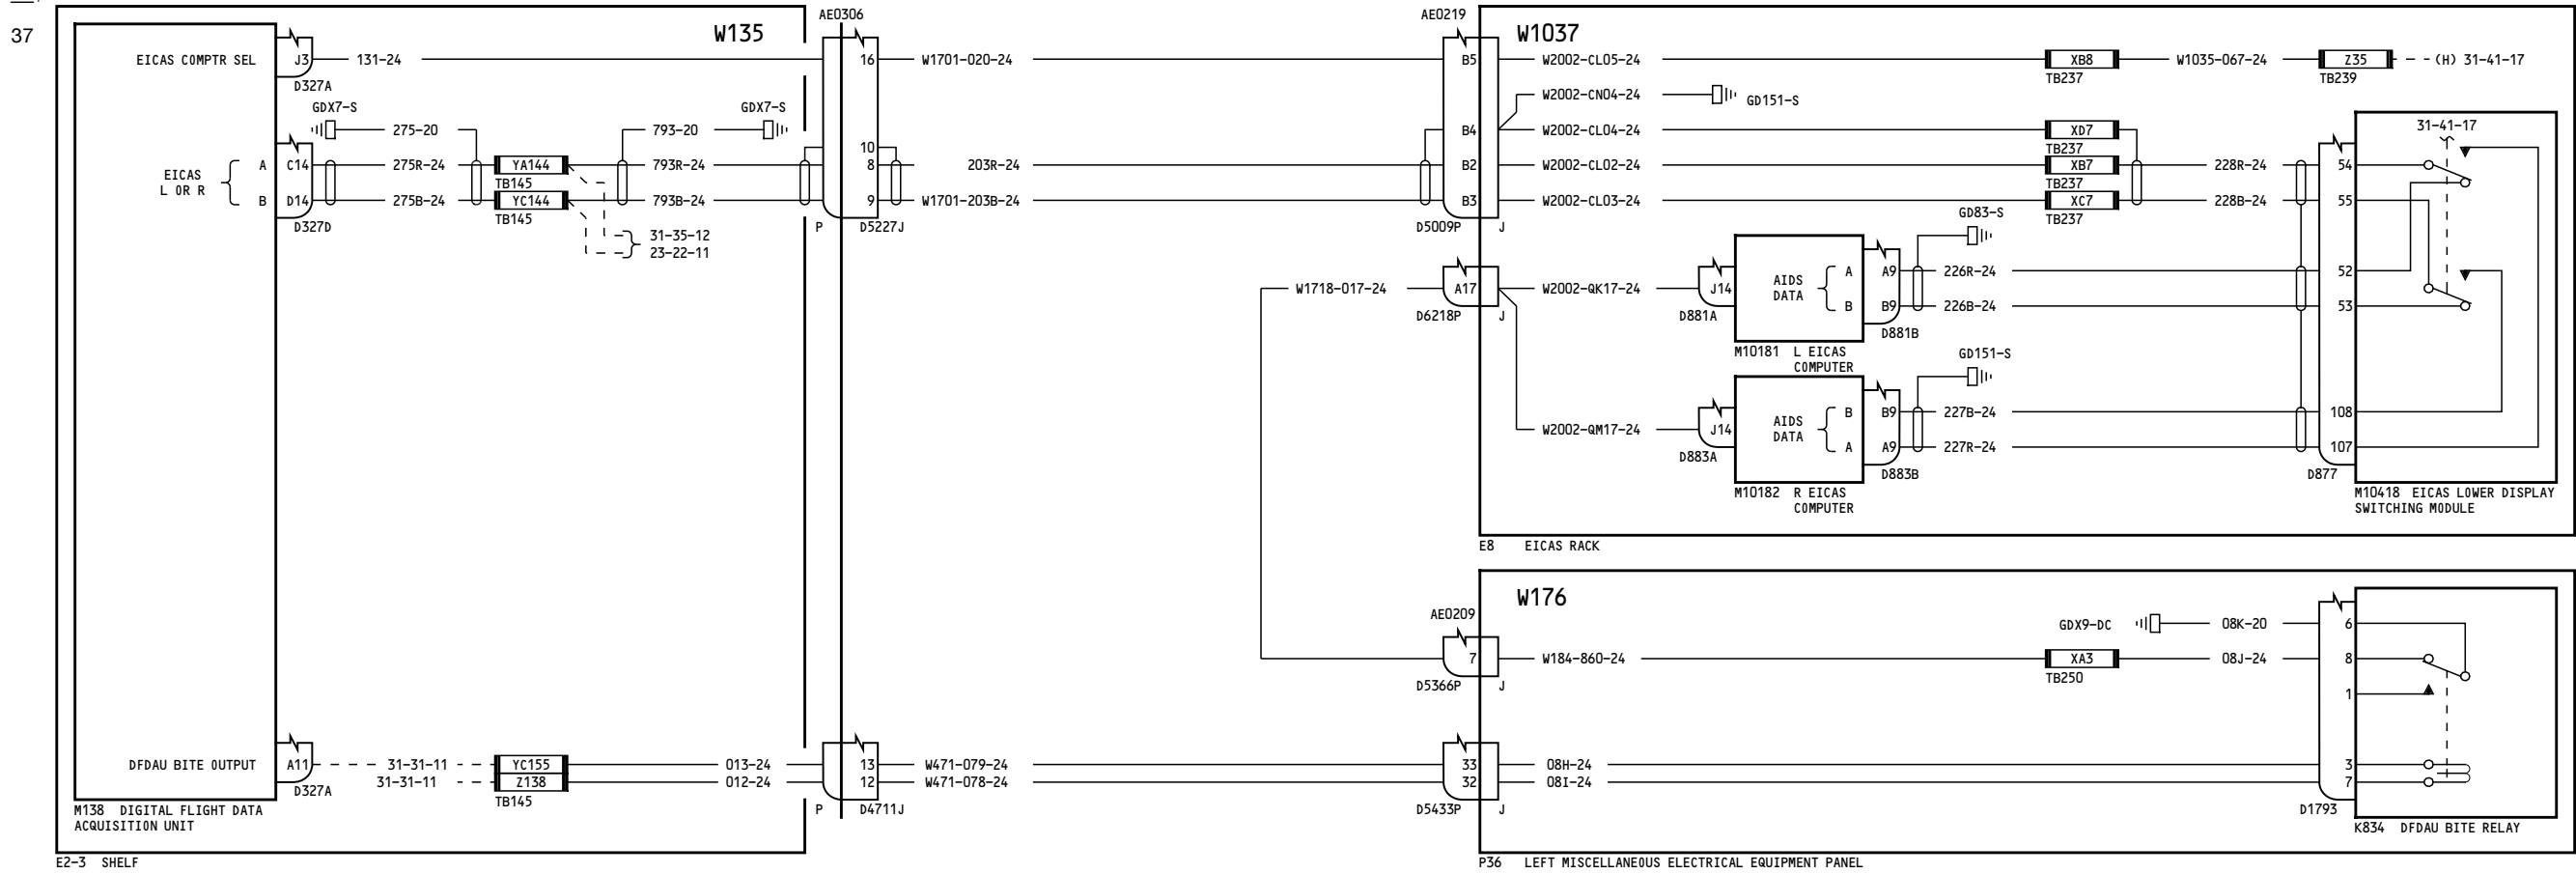 37
AE0306
AE0219
W135
W1037
EICAS COMPTR SEL
J3
131-24
16
W1701-020-24
B5
W2002-CL05-24
XB8
W1035-067-24
Z35
(H) 31-41-17
D327A
TB237
TB239
GDX7-S
GDX7-S
W2002-CN04-24
GD151-S
275-20
793-20
B4
W2002-CL04-24
XD7
31-41-17
10
TB237
EICAS
L OR R
A
C14
275R-24
YA144
793R-24
8
203R-24
B2
W2002-CL02-24
XB7
228R-24
54
TB145
TB237
B
D14
275B-24
YC144
793B-24
9
W1701-203B-24
B3
W2002-CL03-24
XC7
228B-24
55
D327D
TB145
P
D5227J
D5009P
J
TB237
GD83-S
31-35-12
23-22-11
W1718-017-24
A17
W2002-QK17-24
J14
AIDS
DATA
A
A9
226R-24
52
B
B9
226B-24
53
D6218P
J
D881A
D881B
M10181 L EICAS
COMPUTER
GD151-S
W2002-QM17-24
J14
AIDS
DATA
B
B9
227B-24
108
A
A9
227R-24
107
D883A
D883B
D877
M10182 R EICAS
COMPUTER
M10418 EICAS LOWER DISPLAY
SWITCHING MODULE
E8 EICAS RACK
W176
AE0209
GDX9-DC
08K-20
6
7
W184-860-24
XA3
08J-24
8
D5366P
J
TB250
1
DFDAU BITE OUTPUT
A11
31-31-11
YC155
013-24
13
W471-079-24
33
08H-24
3
31-31-11
Z138
012-24
12
W471-078-24
32
08I-24
7
D327A
TB145
P
D4711J
D5433P
J
D1793
M138 DIGITAL FLIGHT DATA
ACQUISITION UNIT
K834 DFDAU BITE RELAY
E2-3 SHELF
P36 LEFT MISCELLANEOUS ELECTRICAL EQUIPMENT PANEL